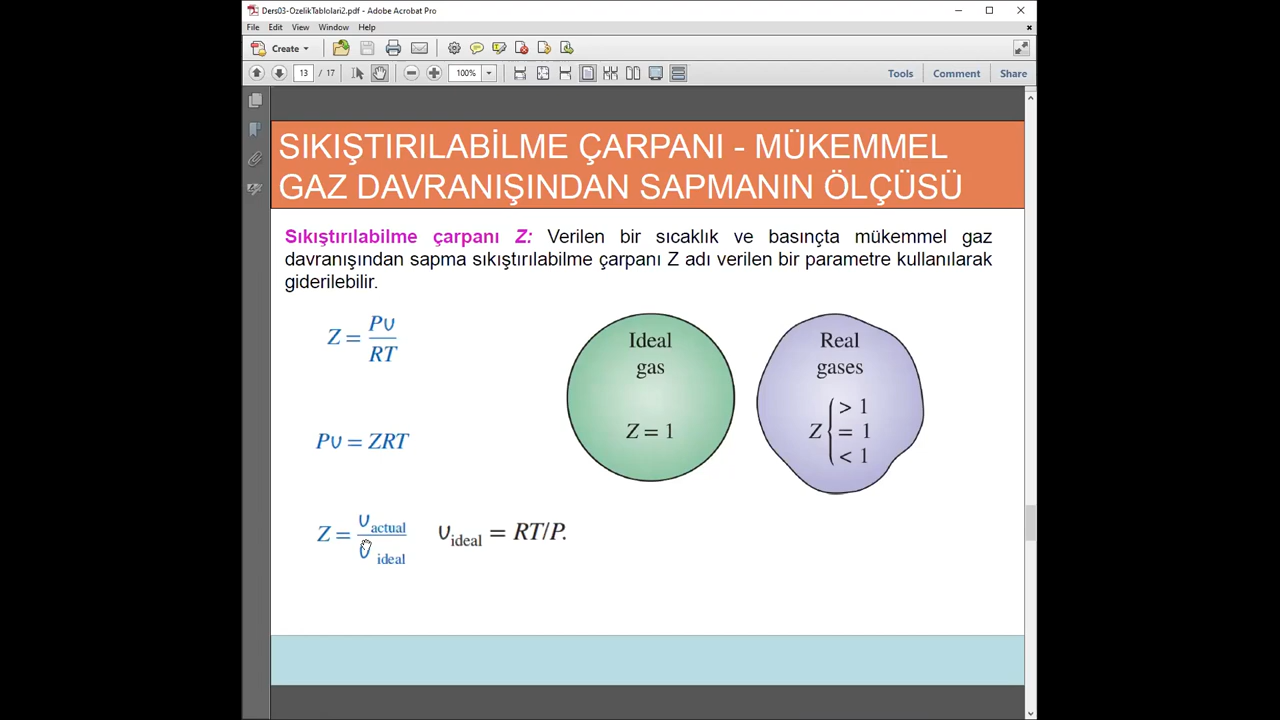 Ders03-OzelikTablolari2.pdf - Adobe Acrobat Pro
File Edit View Window Help
Create
13 / 17 100% Tools Comment Share
SIKIŞTIRILABİLME ÇARPANI - MÜKEMMEL
GAZ DAVRANIŞINDAN SAPMANIN ÖLÇÜSÜ
Sıkıştırılabilme çarpanı Z: Verilen bir sıcaklık ve basınçta mükemmel gaz
davranışından sapma sıkıştırılabilme çarpanı Z adı verilen bir parametre kullanılarak
giderilebilir.
Z = Pυ / RT
Pυ = ZRT
Z = υactual / υideal
υideal = RT/P.
Ideal
gas
Z = 1
Real
gases
> 1
Z = 1
< 1